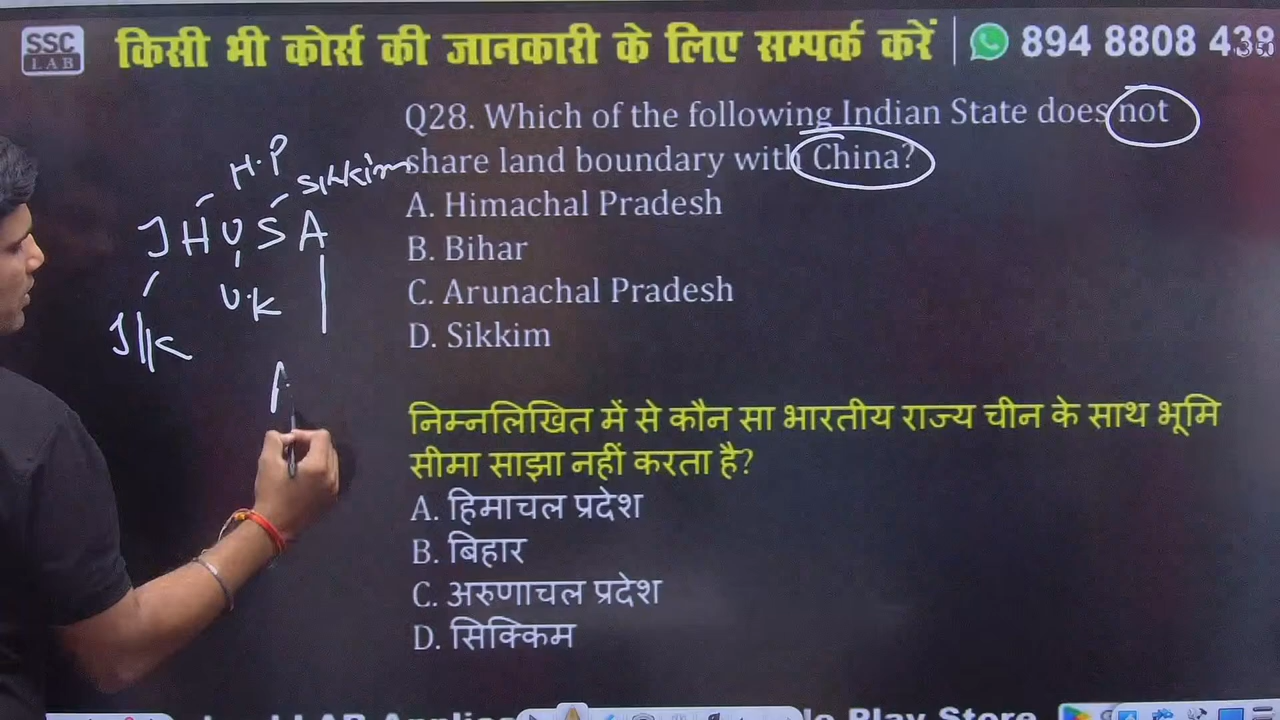 SSC
LAB
किसी भी कोर्स की जानकारी के लिए सम्पर्क करें
894 8808 438
Q28. Which of the following Indian State does not
share land boundary with China?
A. Himachal Pradesh
B. Bihar
C. Arunachal Pradesh
D. Sikkim
H.P
Sikkim
J H U S A
U.K
J/K
A
निम्नलिखित में से कौन सा भारतीय राज्य चीन के साथ भूमि
सीमा साझा नहीं करता है?
A. हिमाचल प्रदेश
B. बिहार
C. अरुणाचल प्रदेश
D. सिक्किम
Play Store